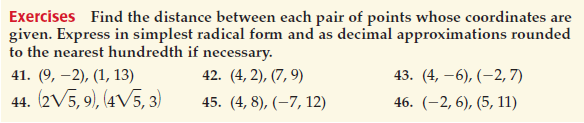 Exercises Find the distance between each pair of points whose coordinates are
given. Express in simplest radical form and as decimal approximations rounded
to the nearest hundredth if necessary.
41. (9, −2), (1, 13) 42. (4, 2), (7, 9) 43. (4, −6), (−2, 7)
44. (2√5, 9), (4√5, 3) 45. (4, 8), (−7, 12) 46. (−2, 6), (5, 11)